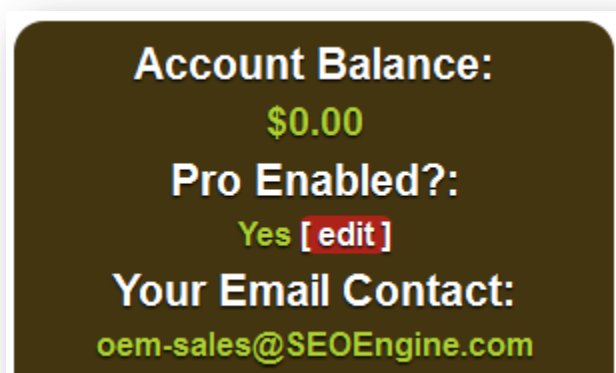 Account Balance:
$0.00
Pro Enabled?:
Yes [ edit ]
Your Email Contact:
oem-sales@SEOEngine.com